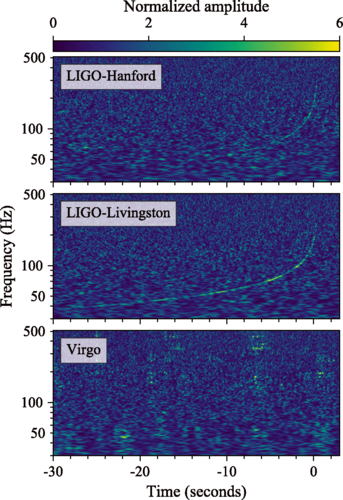 Normalized amplitude
0 2 4 6
500
LIGO-Hanford
100
50
500
LIGO-Livingston
Frequency (Hz)
100
50
500
Virgo
100
50
-30 -20 -10 0
Time (seconds)